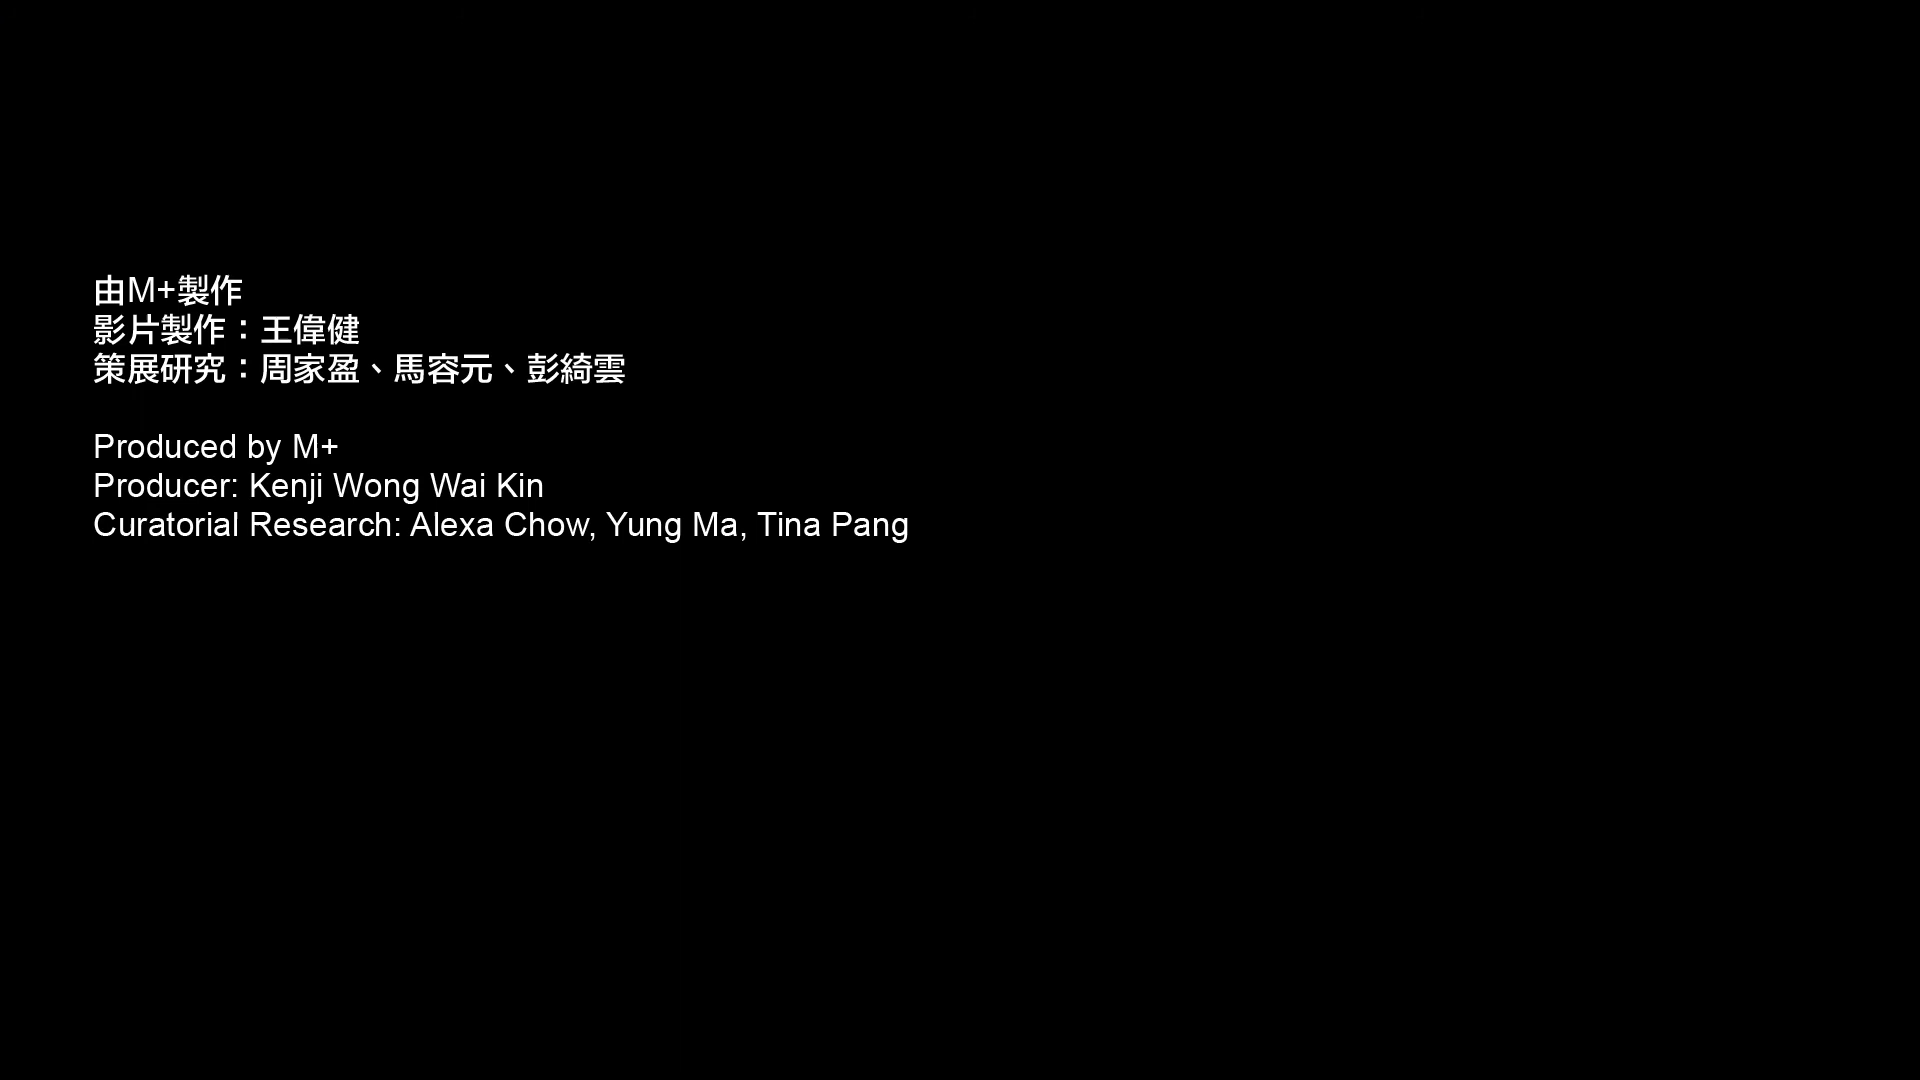 由M+製作
影片製作：王偉健
策展研究：周家盈、馬容元、彭綺雲
Produced by M+
Producer: Kenji Wong Wai Kin
Curatorial Research: Alexa Chow, Yung Ma, Tina Pang